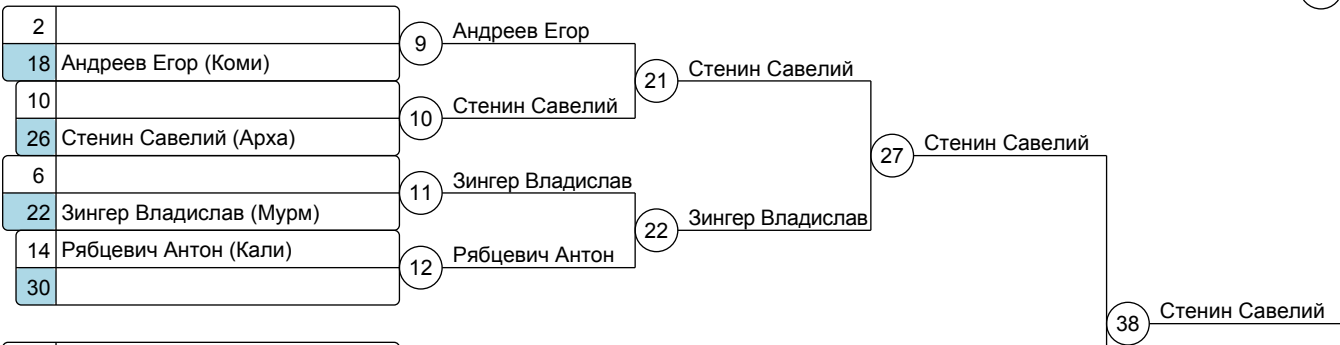 2
18 Андреев Егор (Коми)
10
26 Стенин Савелий (Арха)
6
22 Зингер Владислав (Мурм)
14 Рябцевич Антон (Кали)
30
9 Андреев Егор
10 Стенин Савелий
11 Зингер Владислав
12 Рябцевич Антон
21 Стенин Савелий
22 Зингер Владислав
27 Стенин Савелий
38 Стенин Савелий